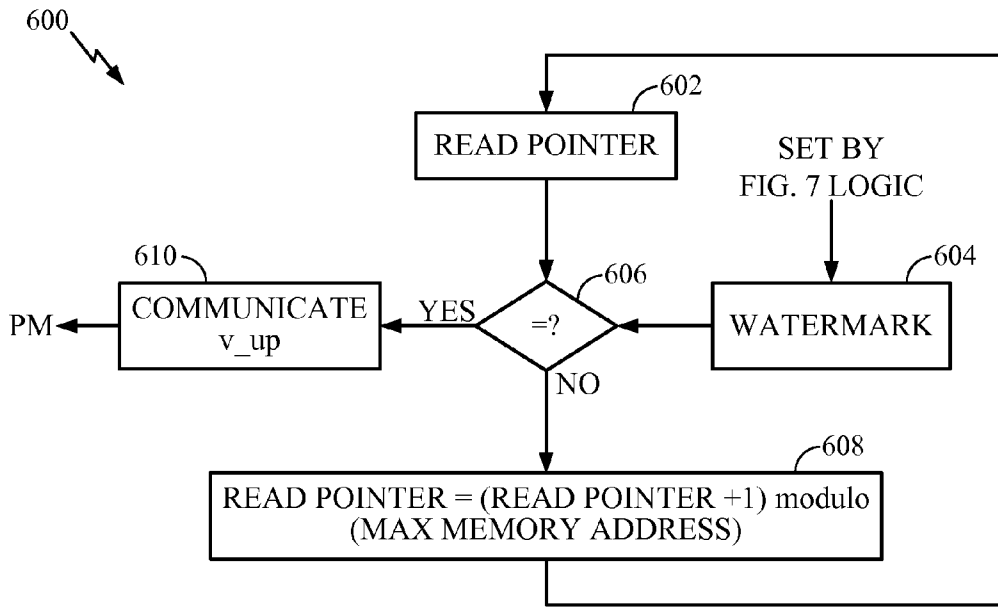 600
602
READ POINTER
SET BY
FIG. 7 LOGIC
610
606
604
COMMUNICATE
v_up
PM
YES
=?
WATERMARK
NO
608
READ POINTER = (READ POINTER +1) modulo
(MAX MEMORY ADDRESS)